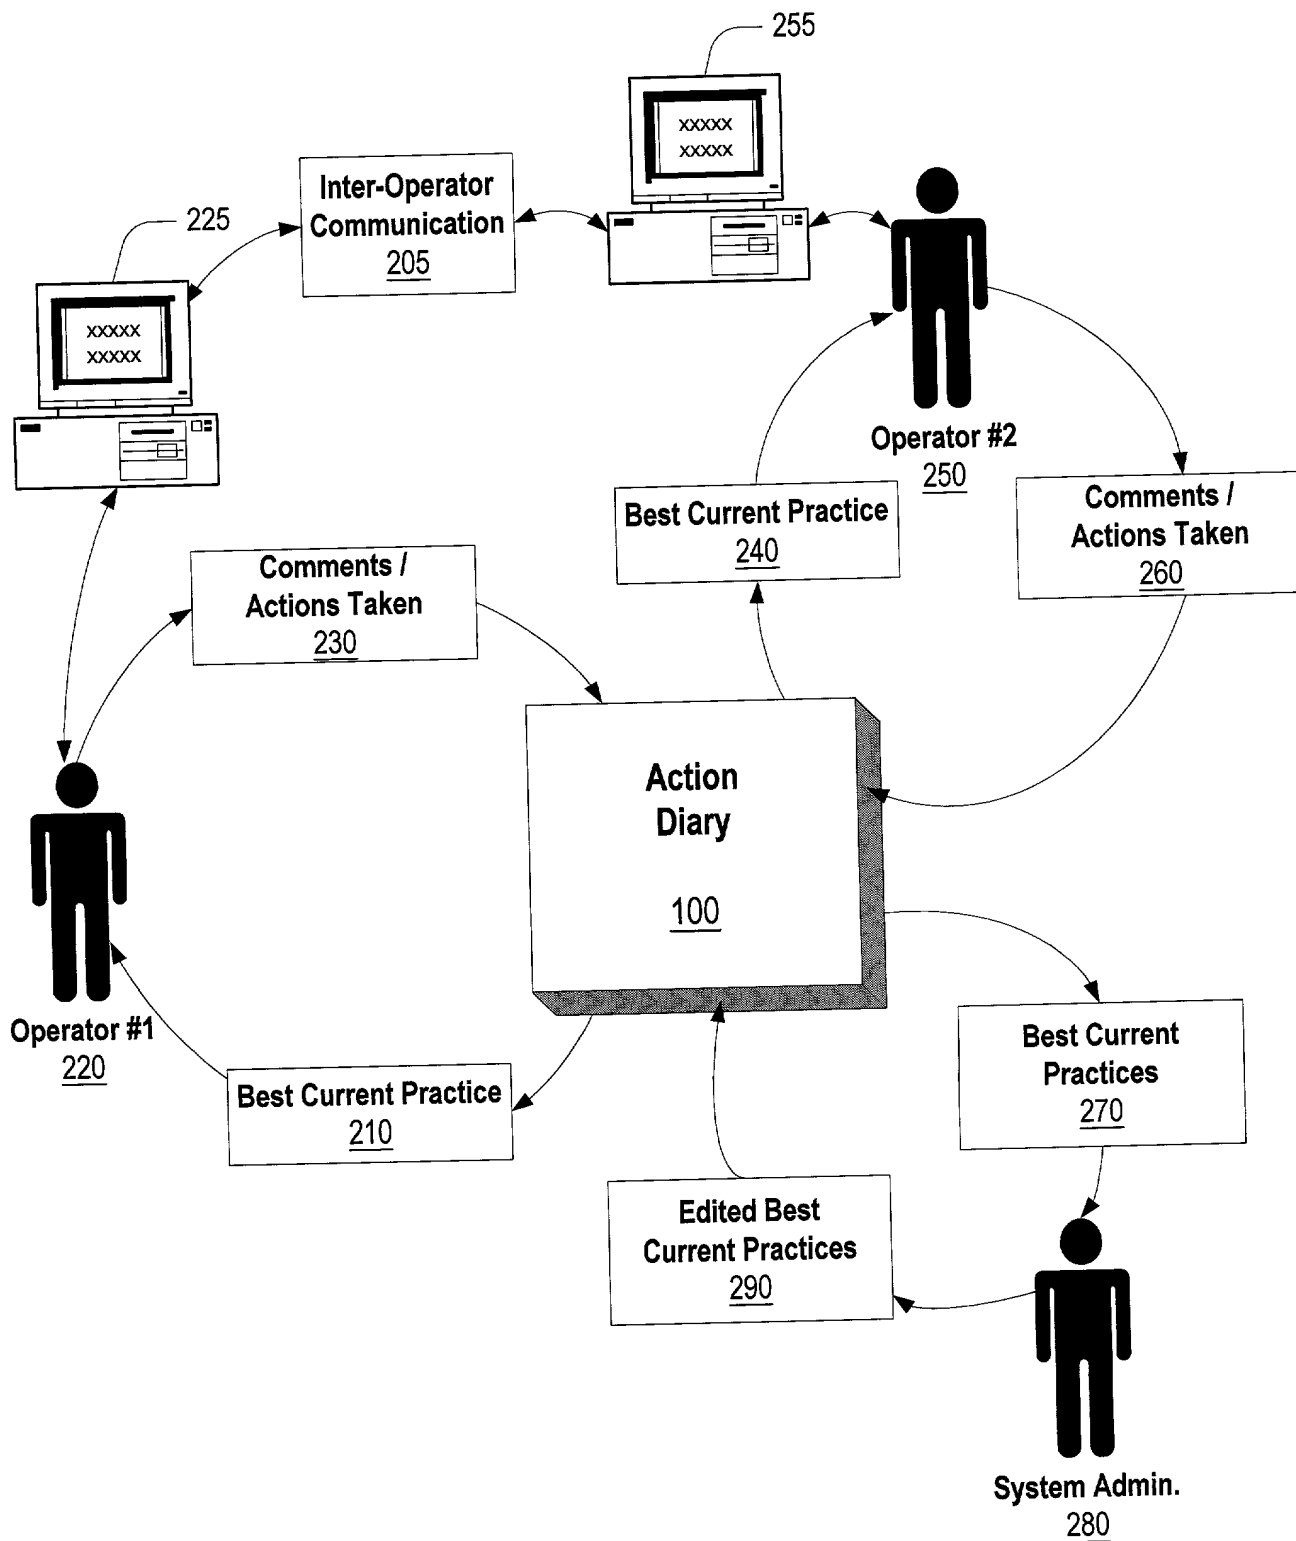 255
XXXXX
XXXXX
Inter-Operator
Communication
205
225
XXXXX
XXXXX
Operator #2
250
Best Current Practice
240
Comments /
Actions Taken
260
Comments /
Actions Taken
230
Action
Diary
100
Operator #1
220
Best Current Practice
210
Best Current
Practices
270
Edited Best
Current Practices
290
System Admin.
280